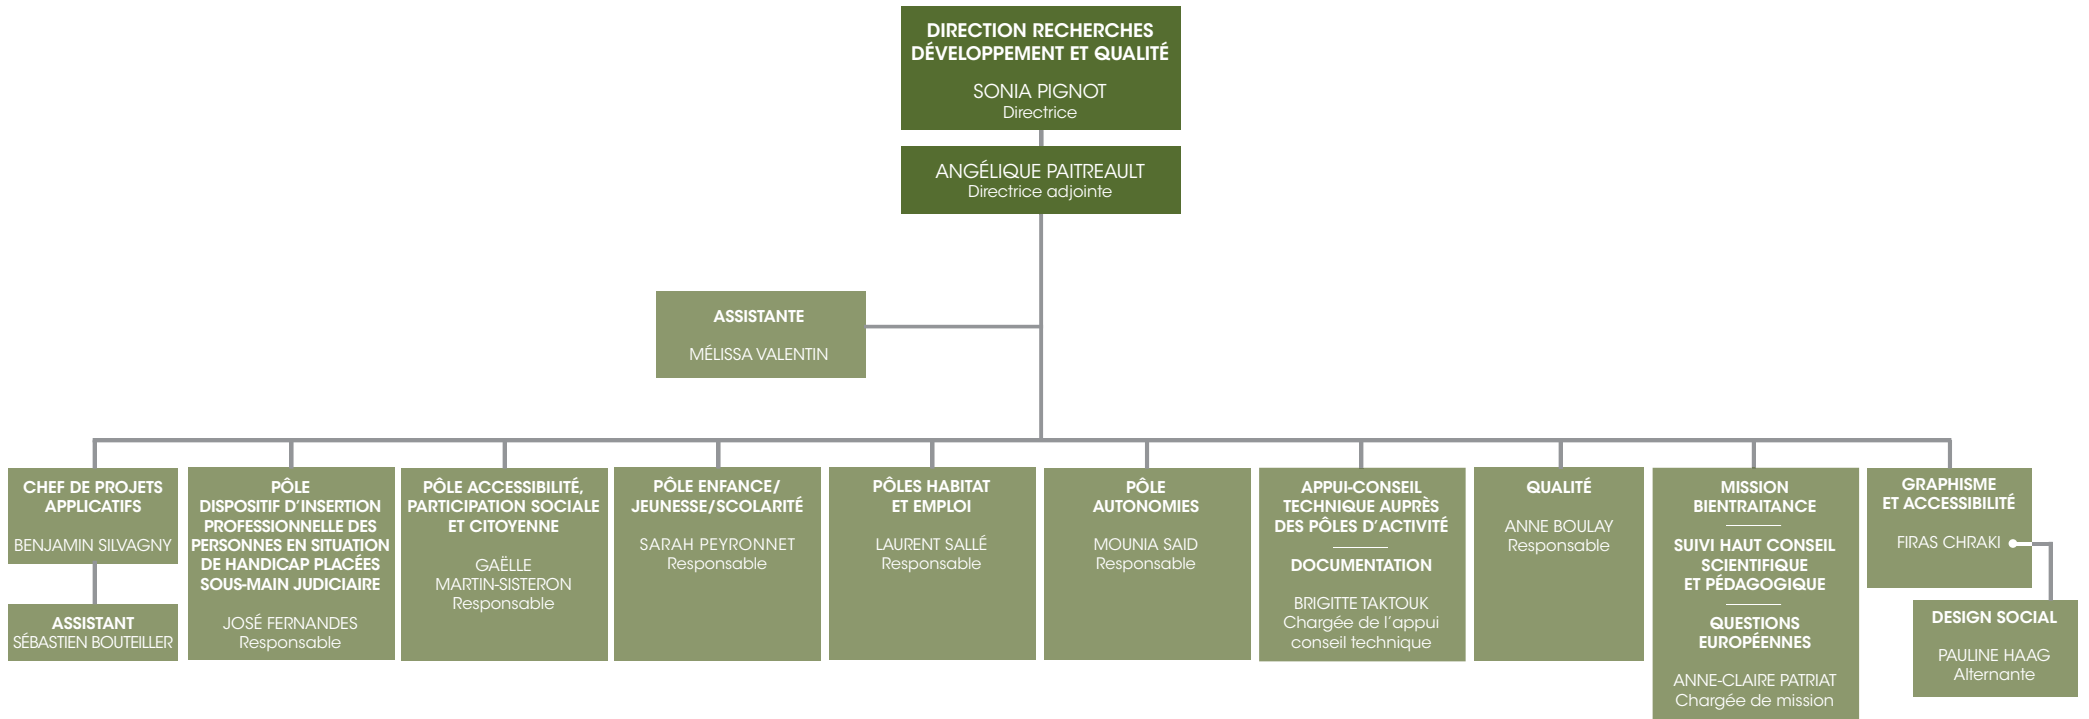 DIRECTION RECHERCHES
DÉVELOPPEMENT ET QUALITÉ
SONIA PIGNOT
Directrice
ANGÉLIQUE PAITREAULT
Directrice adjointe
ASSISTANTE
MÉLISSA VALENTIN
CHEF DE PROJETS
APPLICATIFS
BENJAMIN SILVAGNY
ASSISTANT
SÉBASTIEN BOUTEILLER
PÔLE
DISPOSITIF D'INSERTION
PROFESSIONNELLE DES
PERSONNES EN SITUATION
DE HANDICAP PLACÉES
SOUS-MAIN JUDICIAIRE
JOSÉ FERNANDES
Responsable
PÔLE ACCESSIBILITÉ,
PARTICIPATION SOCIALE
ET CITOYENNE
GAËLLE
MARTIN-SISTERON
Responsable
PÔLE ENFANCE/
JEUNESSE/SCOLARITÉ
SARAH PEYRONNET
Responsable
PÔLES HABITAT
ET EMPLOI
LAURENT SALLÉ
Responsable
PÔLE
AUTONOMIES
MOUNIA SAID
Responsable
APPUI-CONSEIL
TECHNIQUE AUPRÈS
DES PÔLES D'ACTIVITÉ
DOCUMENTATION
BRIGITTE TAKTOUK
Chargée de l'appui
conseil technique
QUALITÉ
ANNE BOULAY
Responsable
MISSION
BIENTRAITANCE
SUIVI HAUT CONSEIL
SCIENTIFIQUE
ET PÉDAGOGIQUE
QUESTIONS
EUROPÉENNES
ANNE-CLAIRE PATRIAT
Chargée de mission
GRAPHISME
ET ACCESSIBILITÉ
FIRAS CHRAKI
DESIGN SOCIAL
PAULINE HAAG
Alternante